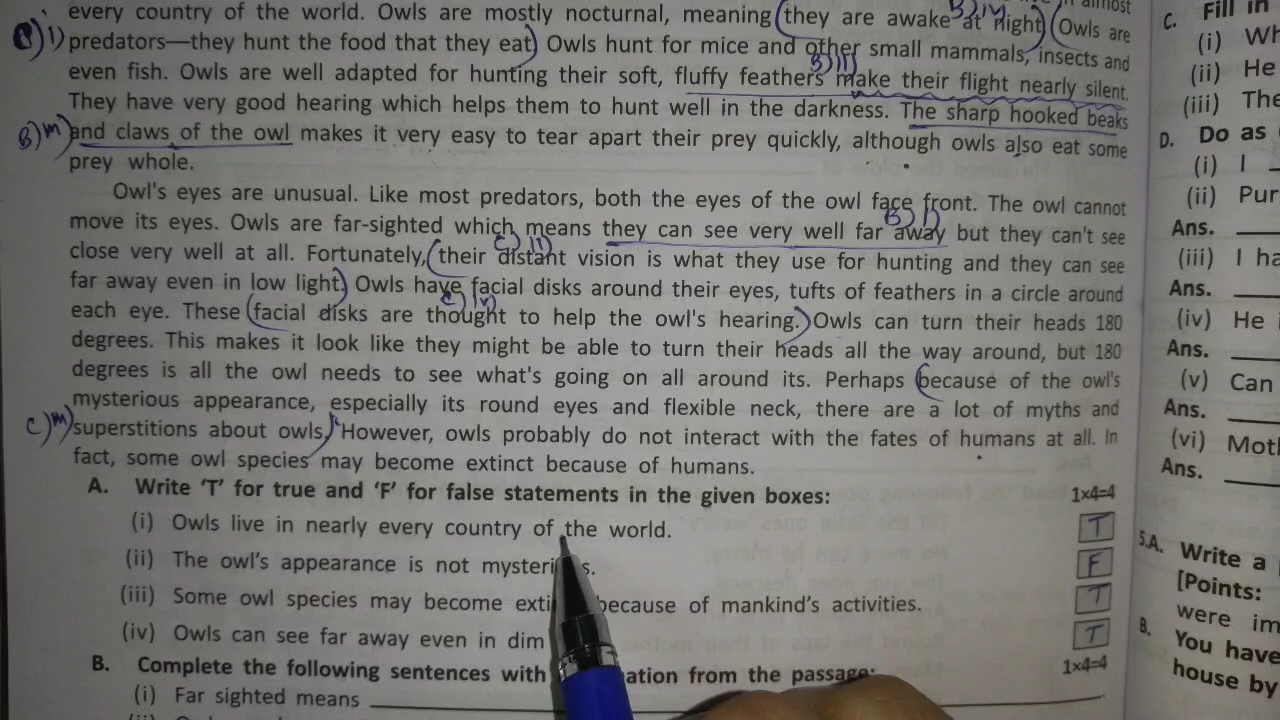 almost
every country of the world. Owls are mostly nocturnal, meaning (they are awake at night) (Owls are
B) iv)
C) i) predators—they hunt the food that they eat) Owls hunt for mice and other small mammals, insects and
B) ii)
even fish. Owls are well adapted for hunting their soft, fluffy feathers make their flight nearly silent.
They have very good hearing which helps them to hunt well in the darkness. The sharp hooked beaks
B) iii) and claws of the owl makes it very easy to tear apart their prey quickly, although owls also eat some
prey whole.
Owl's eyes are unusual. Like most predators, both the eyes of the owl face front. The owl cannot
B) i)
move its eyes. Owls are far-sighted which means they can see very well far away but they can't see
C) ii)
close very well at all. Fortunately, (their distant vision is what they use for hunting and they can see
far away even in low light.) Owls have facial disks around their eyes, tufts of feathers in a circle around
C) iv)
each eye. These (facial disks are thought to help the owl's hearing.) Owls can turn their heads 180
degrees. This makes it look like they might be able to turn their heads all the way around, but 180
degrees is all the owl needs to see what's going on all around its. Perhaps (because of the owl's
mysterious appearance, especially its round eyes and flexible neck, there are a lot of myths and
C) iii) superstitions about owls.) However, owls probably do not interact with the fates of humans at all. In
fact, some owl species may become extinct because of humans.
A. Write 'T' for true and 'F' for false statements in the given boxes: 1×4=4
(i) Owls live in nearly every country of the world. T
(ii) The owl's appearance is not F
(iii) Some owl species may become because of mankind's activities. T
(iv) Owls can see far away even in dim T
B. Complete the following sentences with from the passage: 1×4=4
(i) Far sighted means
C. Fill in
(i) Wh
(ii) He
(iii) The
D. Do as
(i) I
(ii) Pur
Ans.
(iii) I ha
Ans.
(iv) He
Ans.
(v) Can
Ans.
(vi) Mot
Ans.
5.A. Write a
[Points:
were im
B. You have
house by